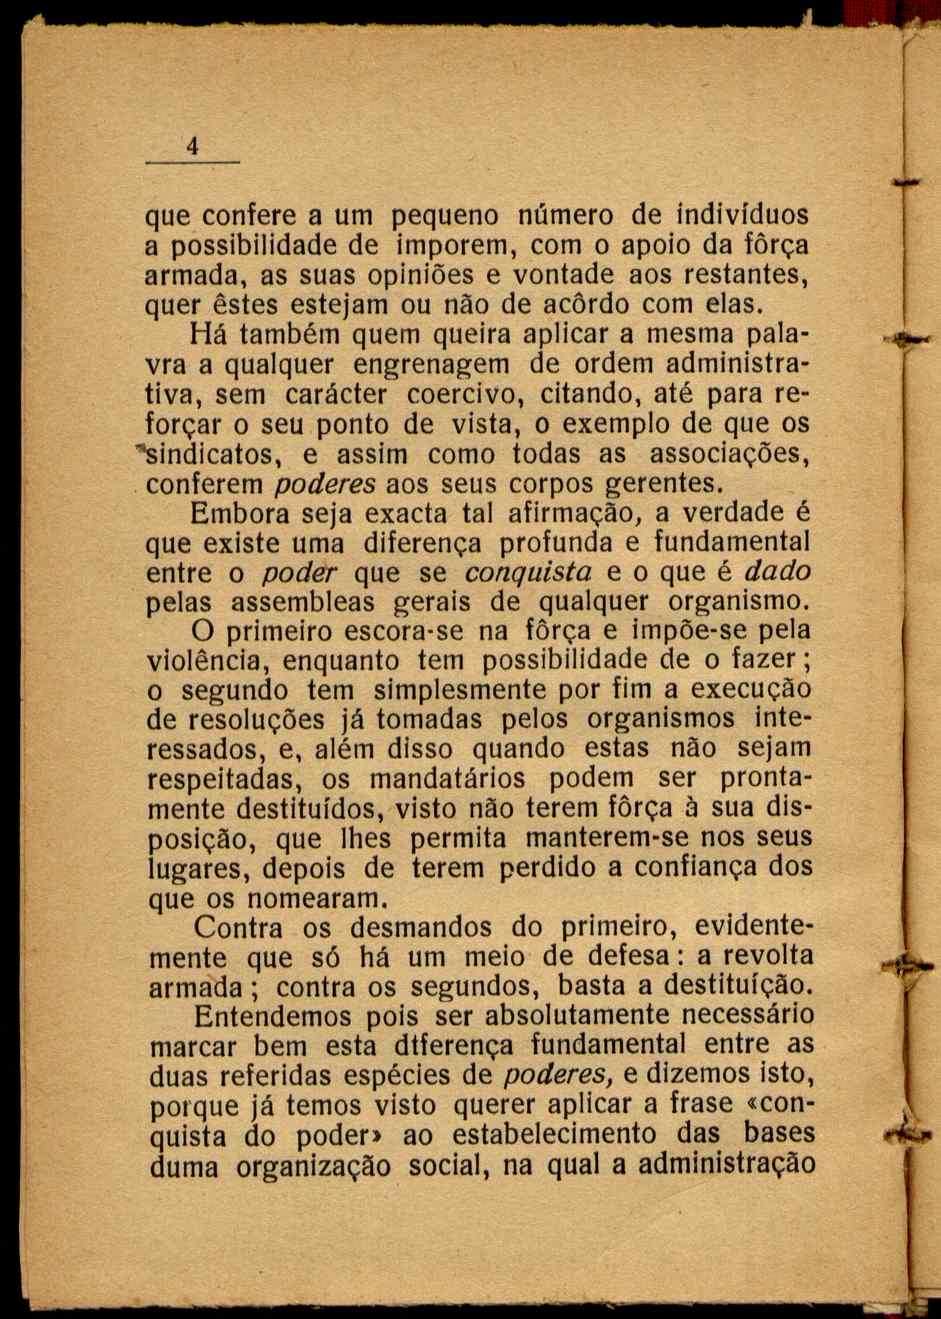 4
que confere a um pequeno número de indivíduos
a possibilidade de imporem, com o apoio da fôrça
armada, as suas opiniões e vontade aos restantes,
quer êstes estejam ou não de acôrdo com elas.
Há também quem queira aplicar a mesma pala-
vra a qualquer engrenagem de ordem administra-
tiva, sem carácter coercivo, citando, até para re-
forçar o seu ponto de vista, o exemplo de que os
sindicatos, e assim como todas as associações,
conferem poderes aos seus corpos gerentes.
Embora seja exacta tal afirmação, a verdade é
que existe uma diferença profunda e fundamental
entre o poder que se conquista e o que é dado
pelas assembleas gerais de qualquer organismo.
O primeiro escora-se na fôrça e impõe-se pela
violência, enquanto tem possibilidade de o fazer;
o segundo tem simplesmente por fim a execução
de resoluções já tomadas pelos organismos inte-
ressados, e, além disso quando estas não sejam
respeitadas, os mandatários podem ser pronta-
mente destituídos, visto não terem fôrça à sua dis-
posição, que lhes permita manterem-se nos seus
lugares, depois de terem perdido a confiança dos
que os nomearam.
Contra os desmandos do primeiro, evidente-
mente que só há um meio de defesa: a revolta
armada; contra os segundos, basta a destituíção.
Entendemos pois ser absolutamente necessário
marcar bem esta dtferença fundamental entre as
duas referidas espécies de poderes, e dizemos isto,
porque já temos visto querer aplicar a frase «con-
quista do poder» ao estabelecimento das bases
duma organização social, na qual a administração